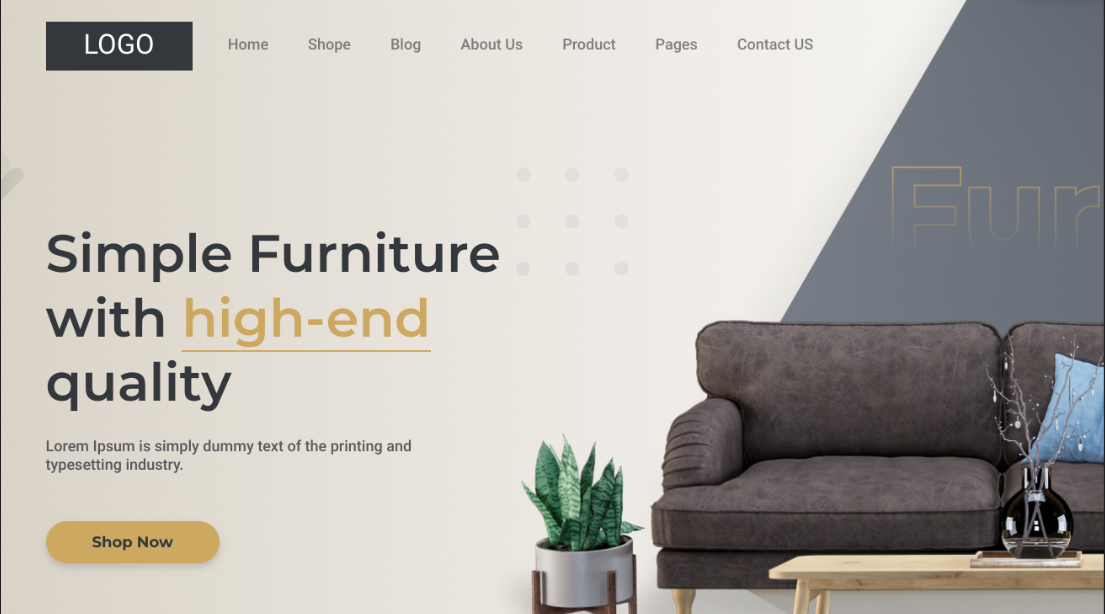 LOGO
Home Shope Blog About Us Product Pages Contact US
Fur
Simple Furniture
with high-end
quality
Lorem Ipsum is simply dummy text of the printing and
typesetting industry.
Shop Now